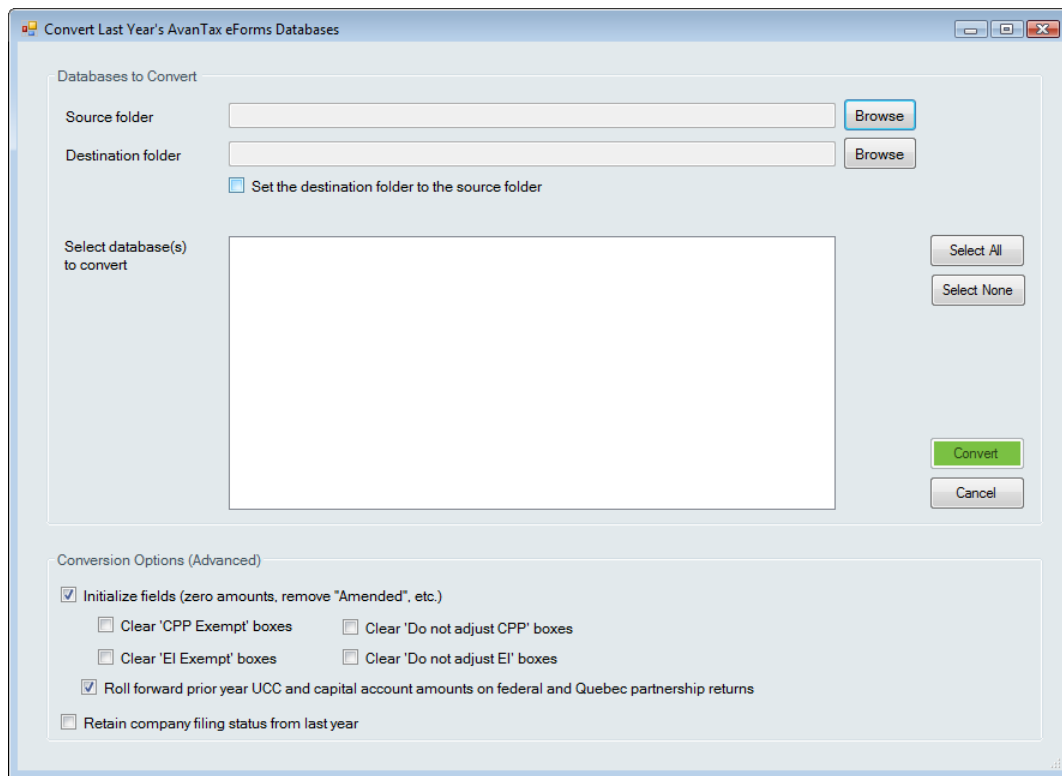 Convert Last Year's AvanTax eForms Databases
Databases to Convert
Source folder
Browse
Destination folder
Browse
Set the destination folder to the source folder
Select database(s)
to convert
Select All
Select None
Convert
Cancel
Conversion Options (Advanced)
Initialize fields (zero amounts, remove "Amended", etc.)
Clear 'CPP Exempt' boxes
Clear 'Do not adjust CPP' boxes
Clear 'EI Exempt' boxes
Clear 'Do not adjust EI' boxes
Roll forward prior year UCC and capital account amounts on federal and Quebec partnership returns
Retain company filing status from last year